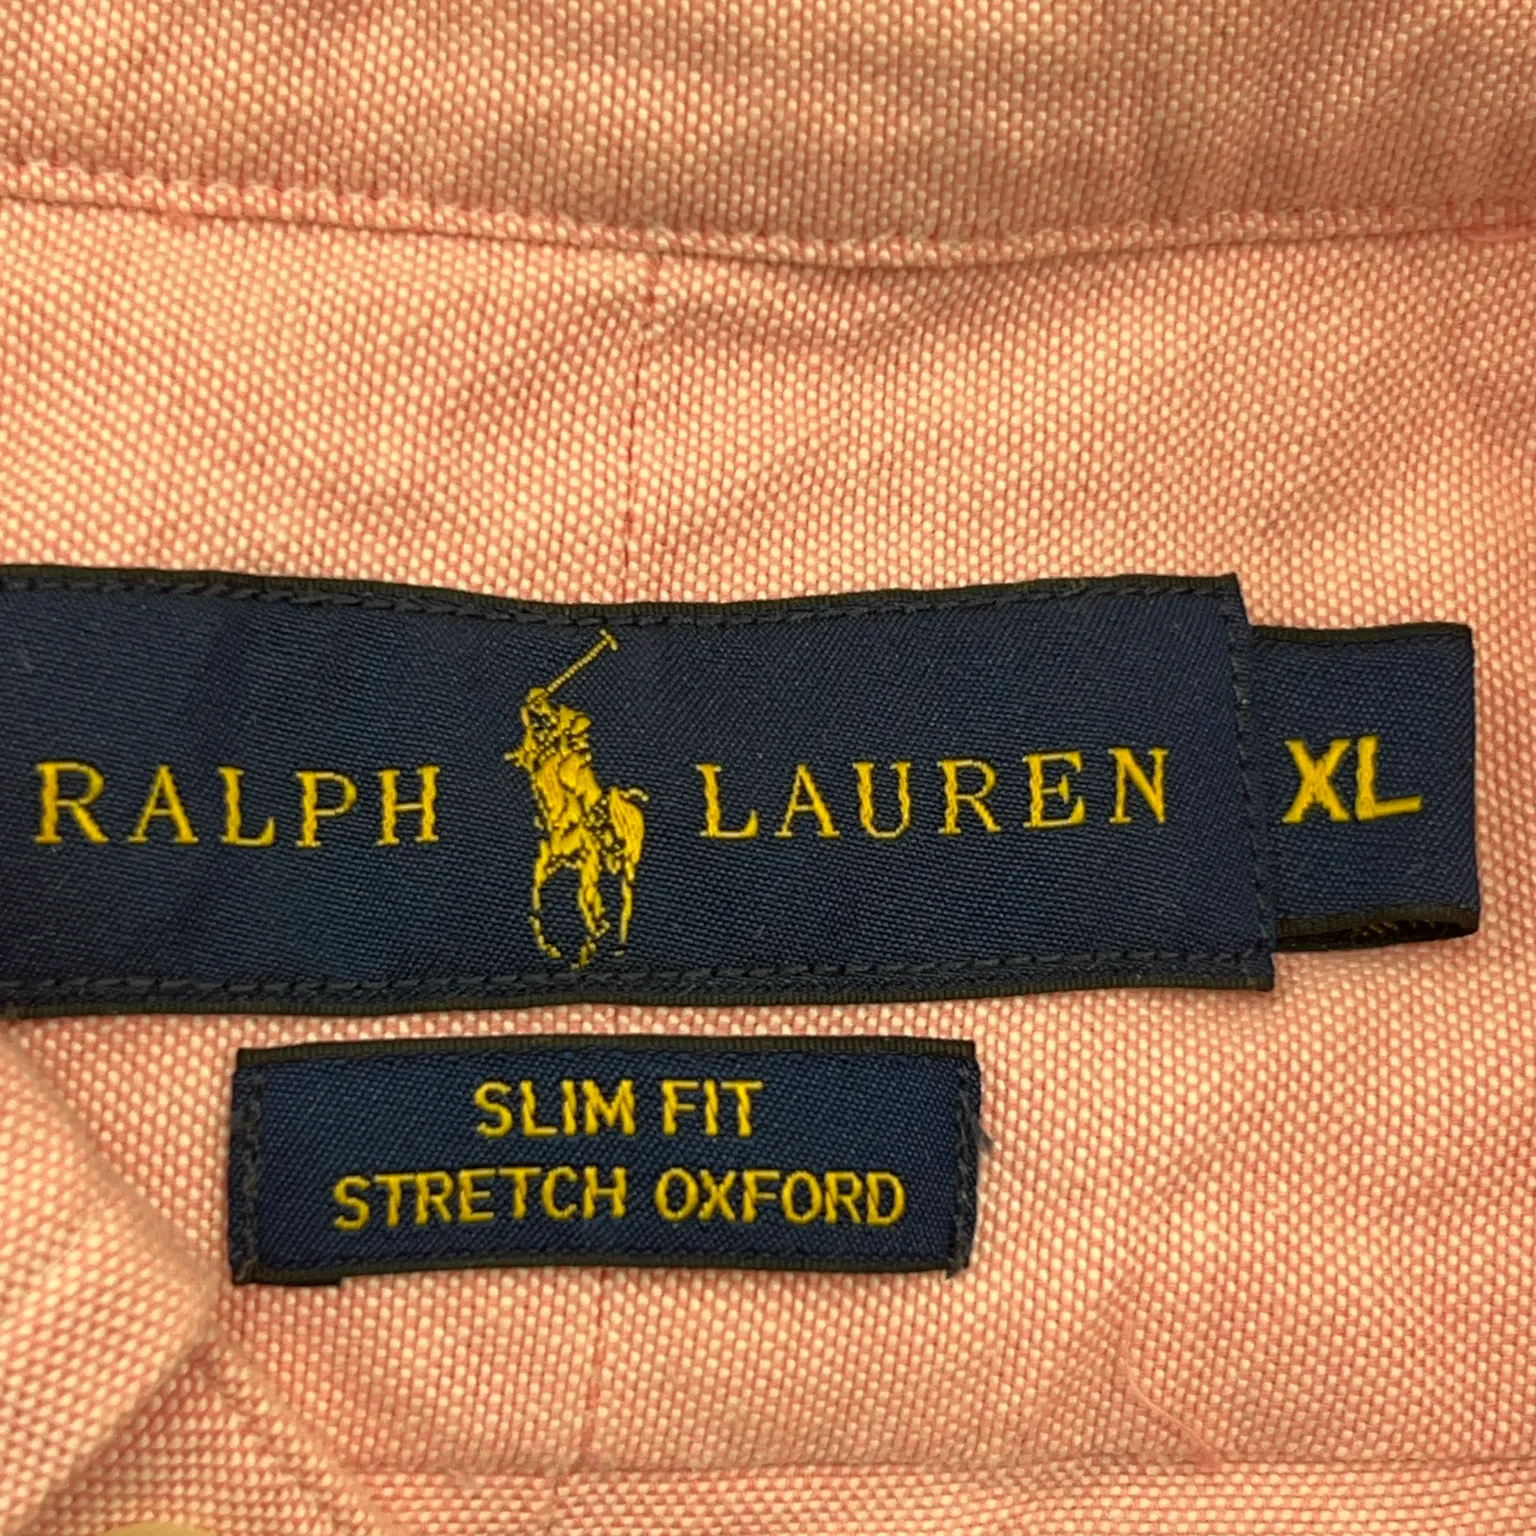 RALPH LAUREN XL
SLIM FIT
STRETCH OXFORD